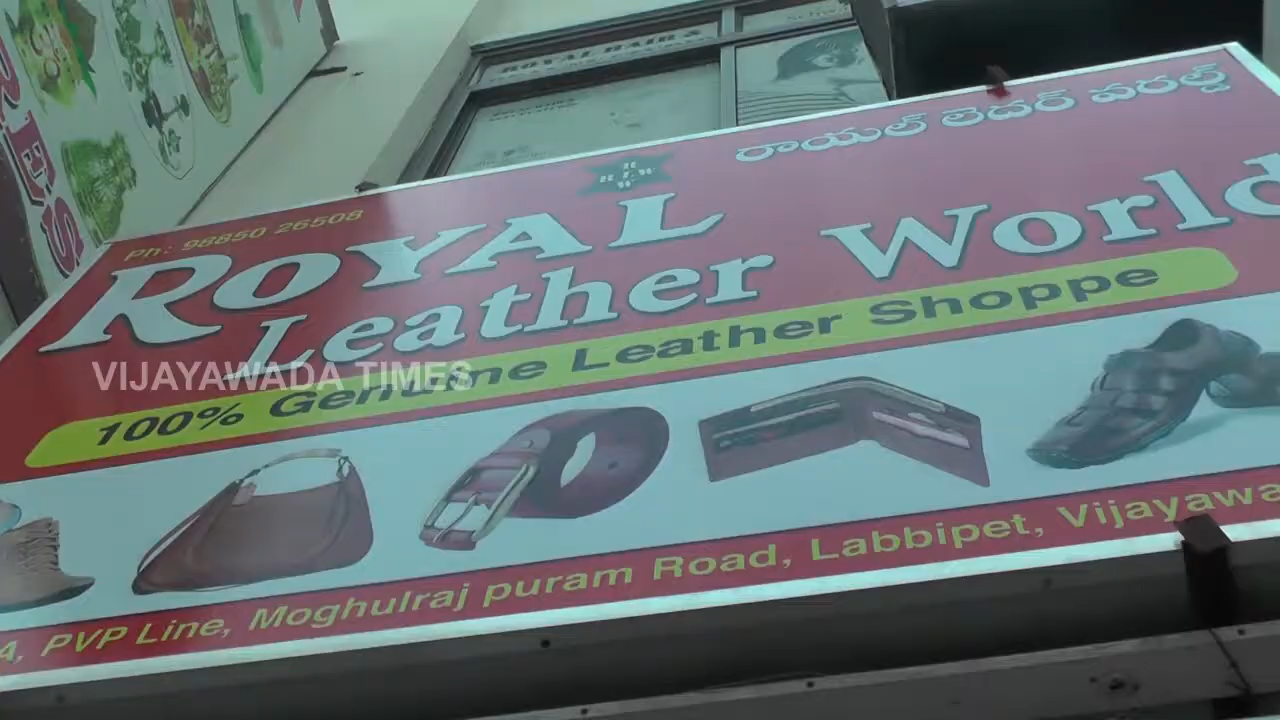 RIES
ROYAL HAIR &
Ph: 98850 26508
రాయల్ లెదర్ వరల్డ్
ROYAL
Leather World
100% Genuine Leather Shoppe
VIJAYAWADA TIMES
A, PVP Line, Moghulraj puram Road, Labbipet, Vijayawa